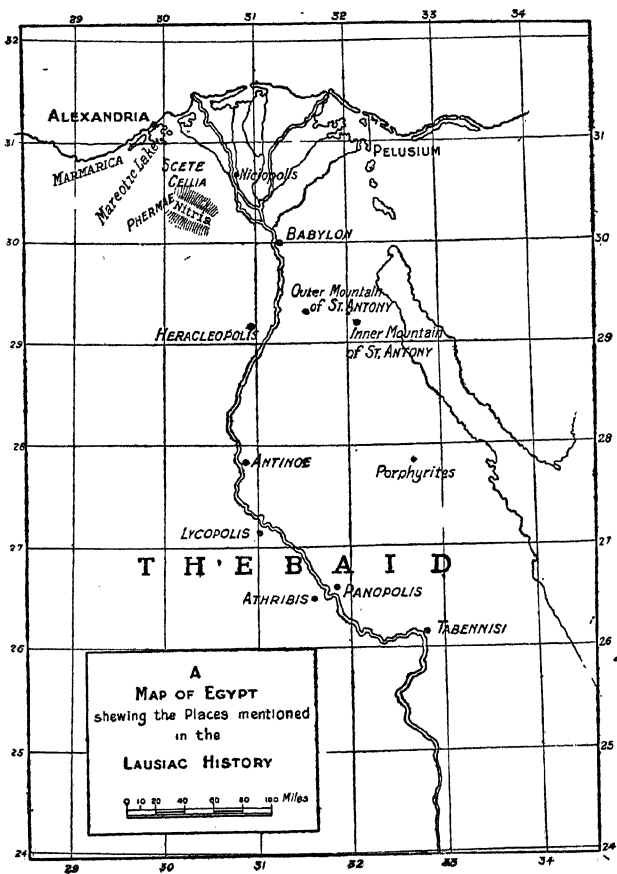 31 32 33 34
32
31
30
29
28
27
26
25
24
ALEXANDRIA
MARMARICA
Mareotic Lake
SCETE
CELLIA
PHERMAE
Nitria
Niciopolis
PELUSIUM
BABYLON
Outer Mountain
of ST. ANTONY
HERACLEOPOLIS
Inner Mountain
of ST. ANTONY
ANTINOE
Porphyrites
LYCOPOLIS
THEBAID
ATHRIBIS
PANOPOLIS
TABENNISI
31
30
29
28
27
26
25
24
A
MAP OF EGYPT
shewing the Places mentioned
in the
LAUSIAC HISTORY
0 10 20 40 60 80 100 Miles
29 30 31 32 33 34